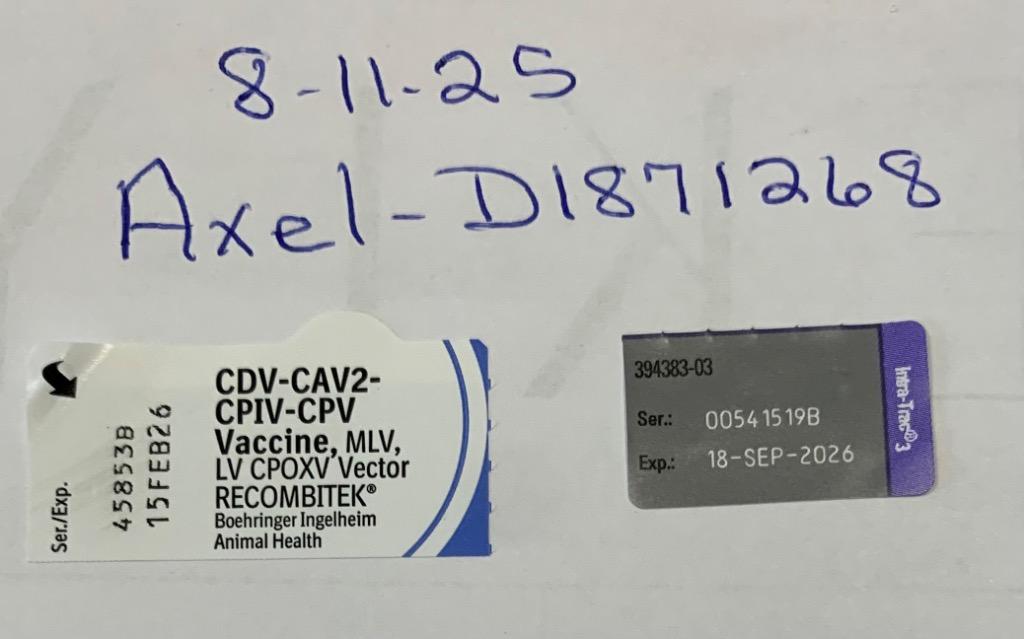 8-11-25
Axel-D1871268
Ser./Exp.
45853B
15FEB26
CDV-CAV2-
CPIV-CPV
Vaccine, MLV,
LV CPOXV Vector
RECOMBITEK®
Boehringer Ingelheim
Animal Health
394383-03
Ser.: 00541519B
Exp.: 18-SEP-2026
Intra-Trac®3